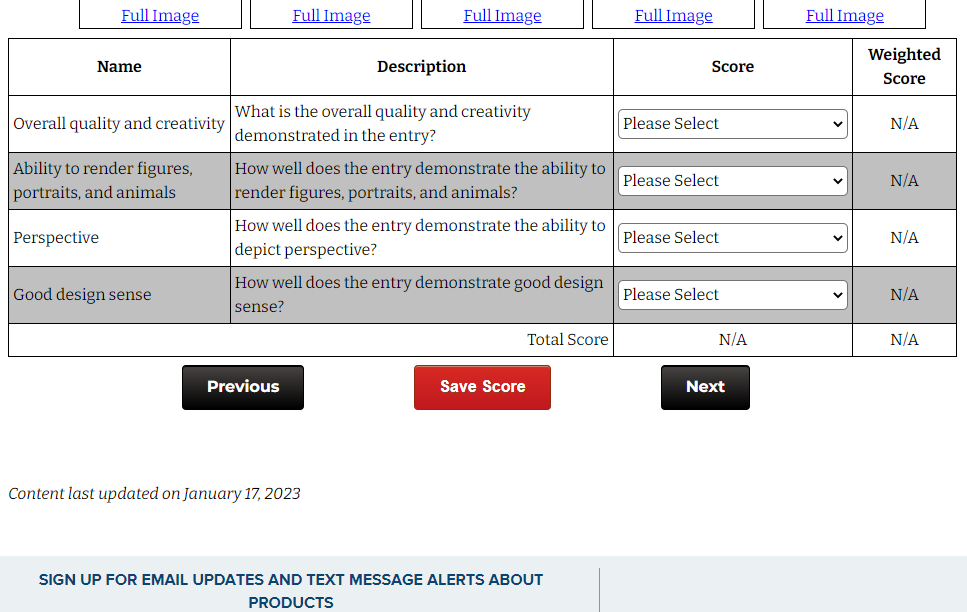 Full Image Full Image Full Image Full Image Full Image
Name Description Score Weighted
Score
Overall quality and creativity
What is the overall quality and creativity
demonstrated in the entry?
Please Select
N/A
Ability to render figures,
portraits, and animals
How well does the entry demonstrate the ability to
render figures, portraits, and animals?
Please Select
N/A
Perspective
How well does the entry demonstrate the ability to
depict perspective?
Please Select
N/A
Good design sense
How well does the entry demonstrate good design
sense?
Please Select
N/A
Total Score N/A N/A
Previous Save Score Next
Content last updated on January 17, 2023
SIGN UP FOR EMAIL UPDATES AND TEXT MESSAGE ALERTS ABOUT
PRODUCTS